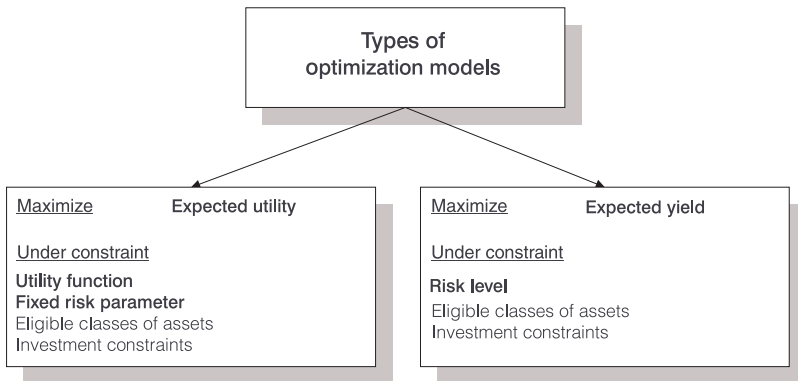 Types of
optimization models
Maximize Expected utility
Under constraint
Utility function
Fixed risk parameter
Eligible classes of assets
Investment constraints
Maximize Expected yield
Under constraint
Risk level
Eligible classes of assets
Investment constraints